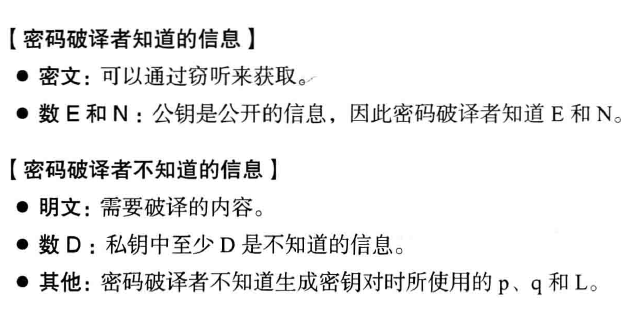 【密码破译者知道的信息】
● 密文：可以通过窃听来获取。
● 数 E 和 N：公钥是公开的信息，因此密码破译者知道 E 和 N。
【密码破译者不知道的信息】
● 明文：需要破译的内容。
● 数 D：私钥中至少 D 是不知道的信息。
● 其他：密码破译者不知道生成密钥对时所使用的 p、q 和 L。